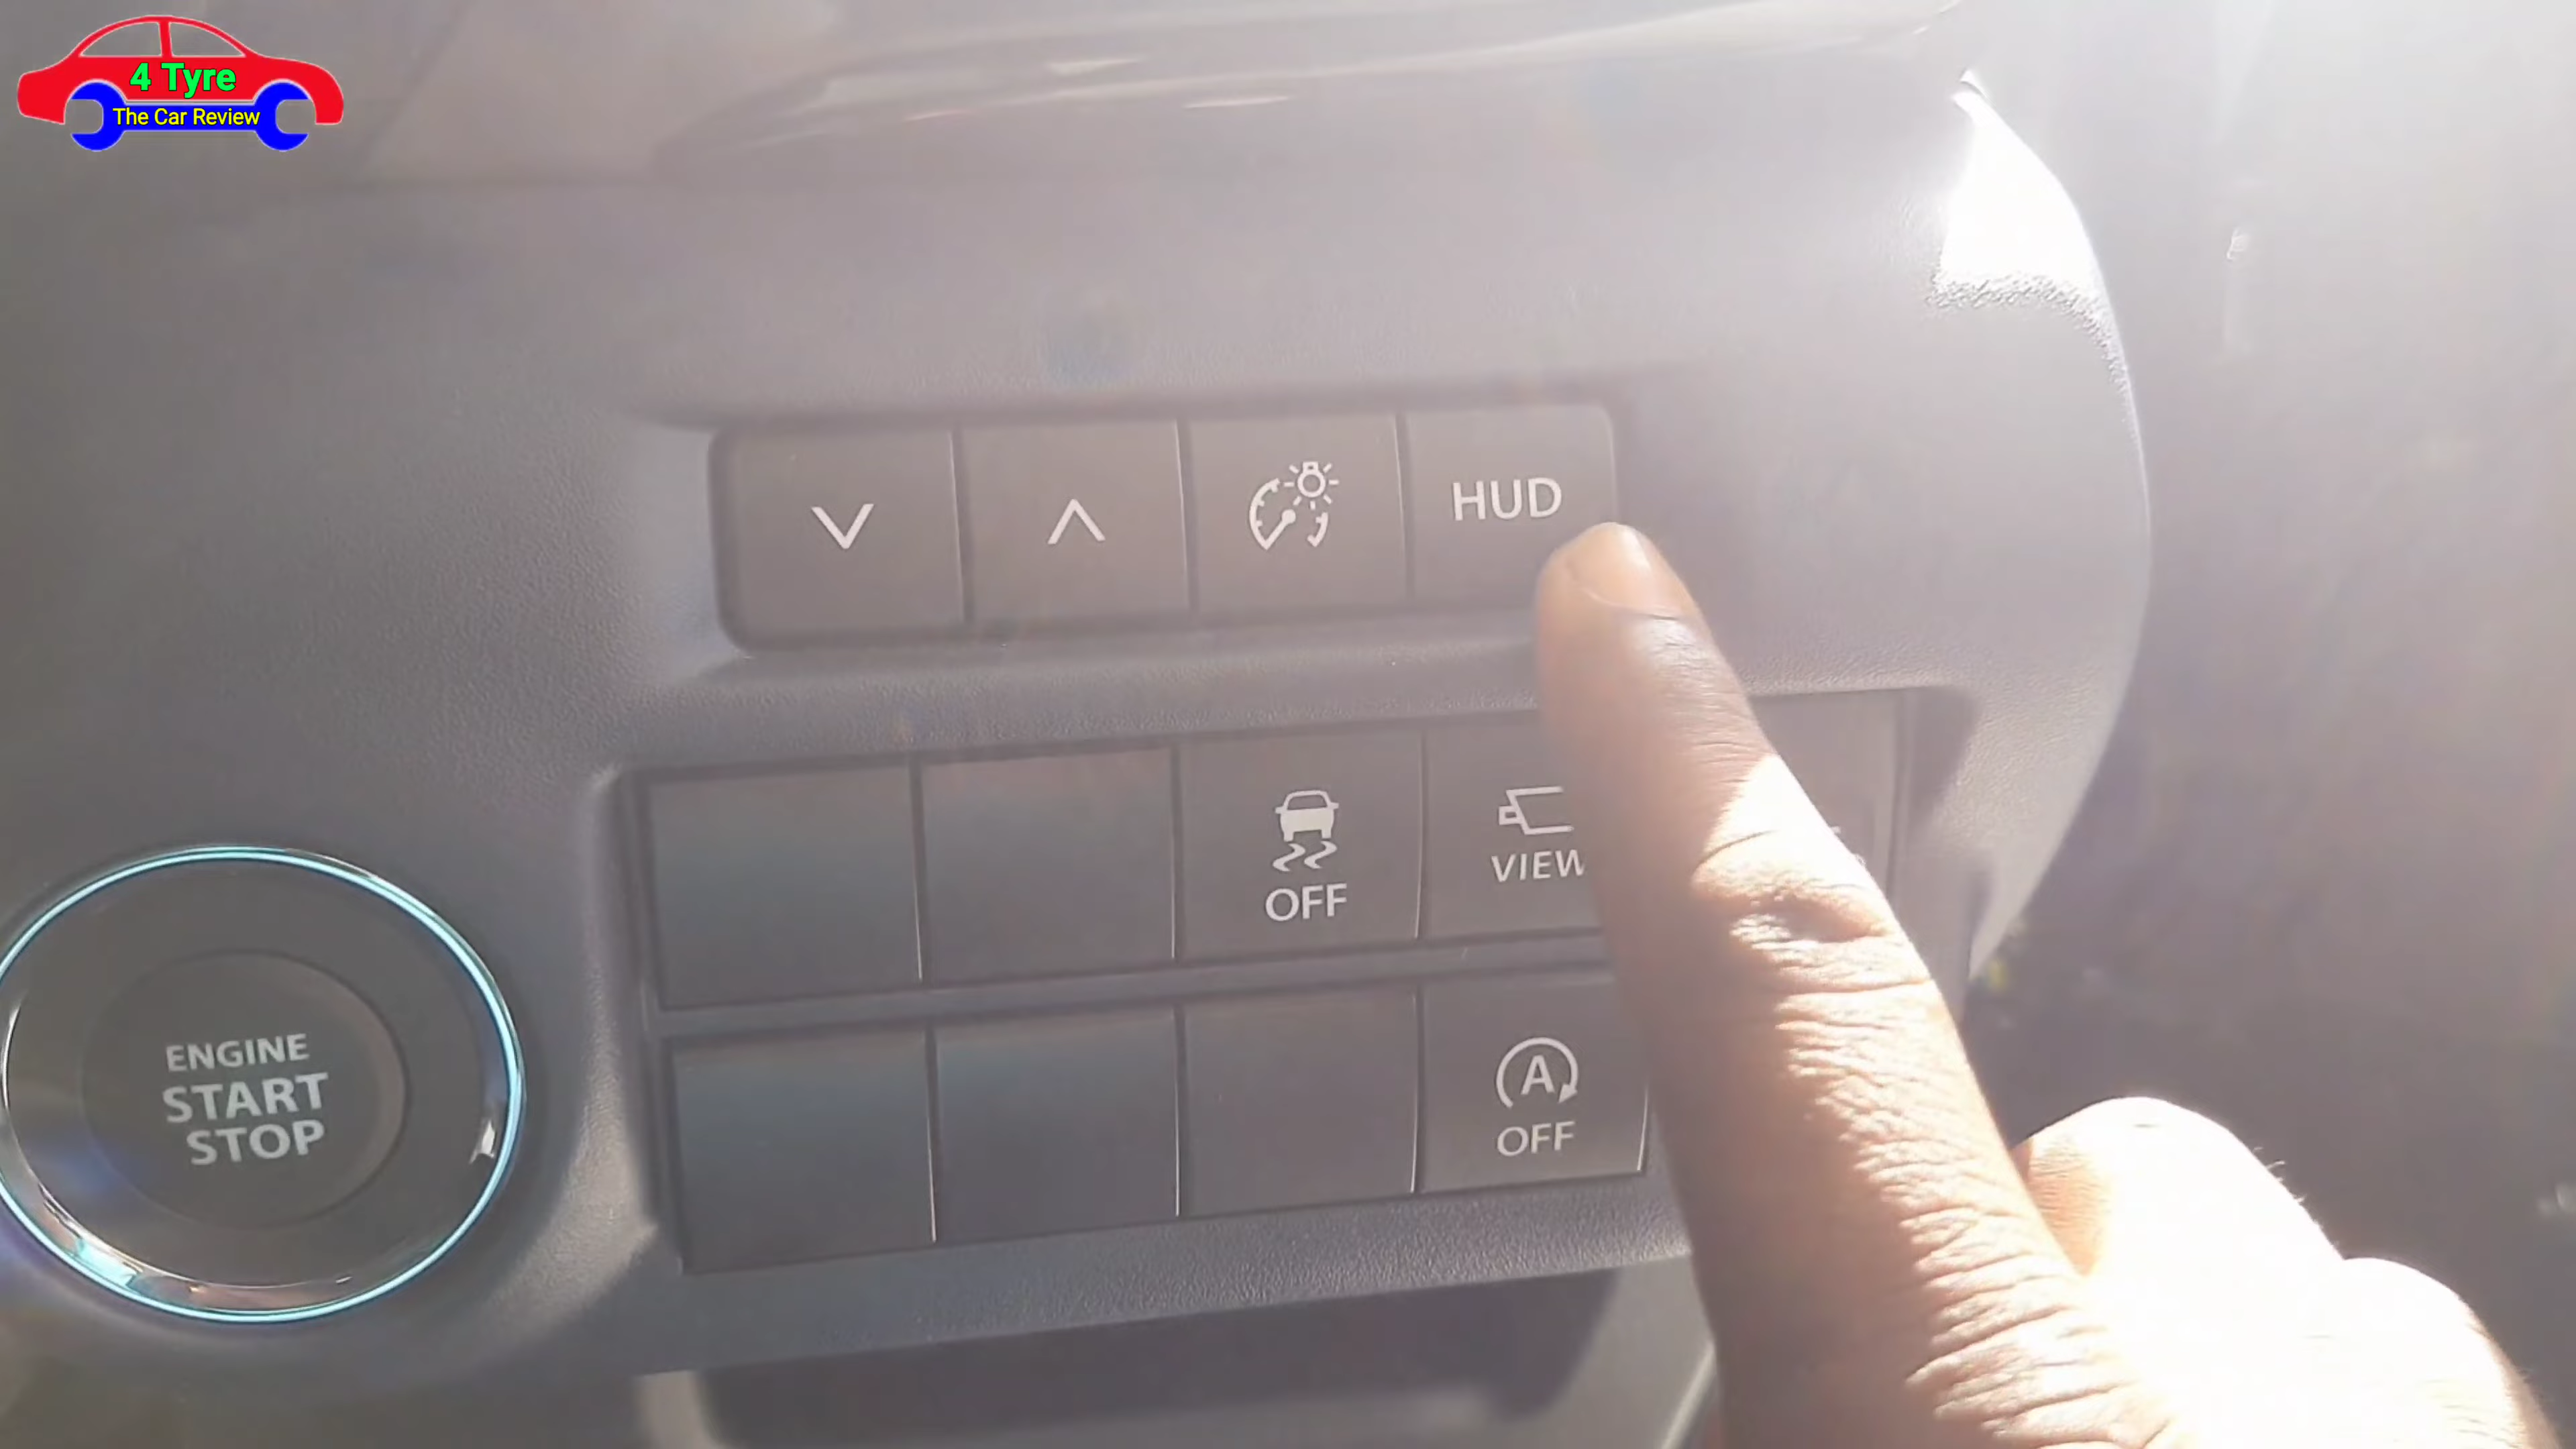 4 Tyre
The Car Review
HUD
OFF
VIEW
ENGINE
START
STOP
A
OFF